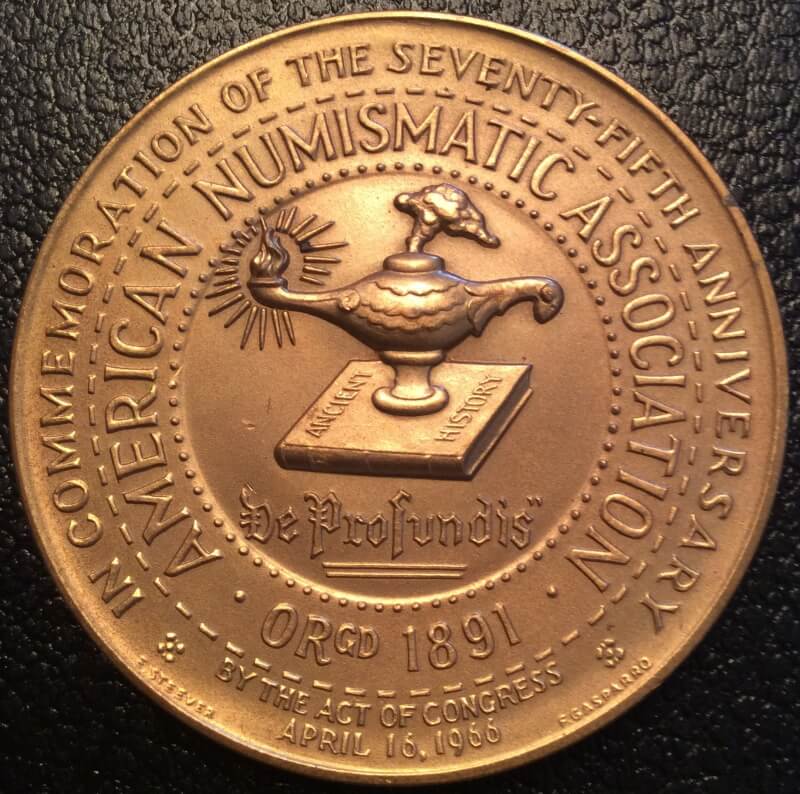 IN COMMEMORATION OF THE SEVENTY-FIFTH ANNIVERSARY
AMERICAN NUMISMATIC ASSOCIATION
ANCIENT
HISTORY
"De Profundis"
· ORGD 1891 ·
BY THE ACT OF CONGRESS
APRIL 16, 1966
E. STEEVER
F. GASPARRO